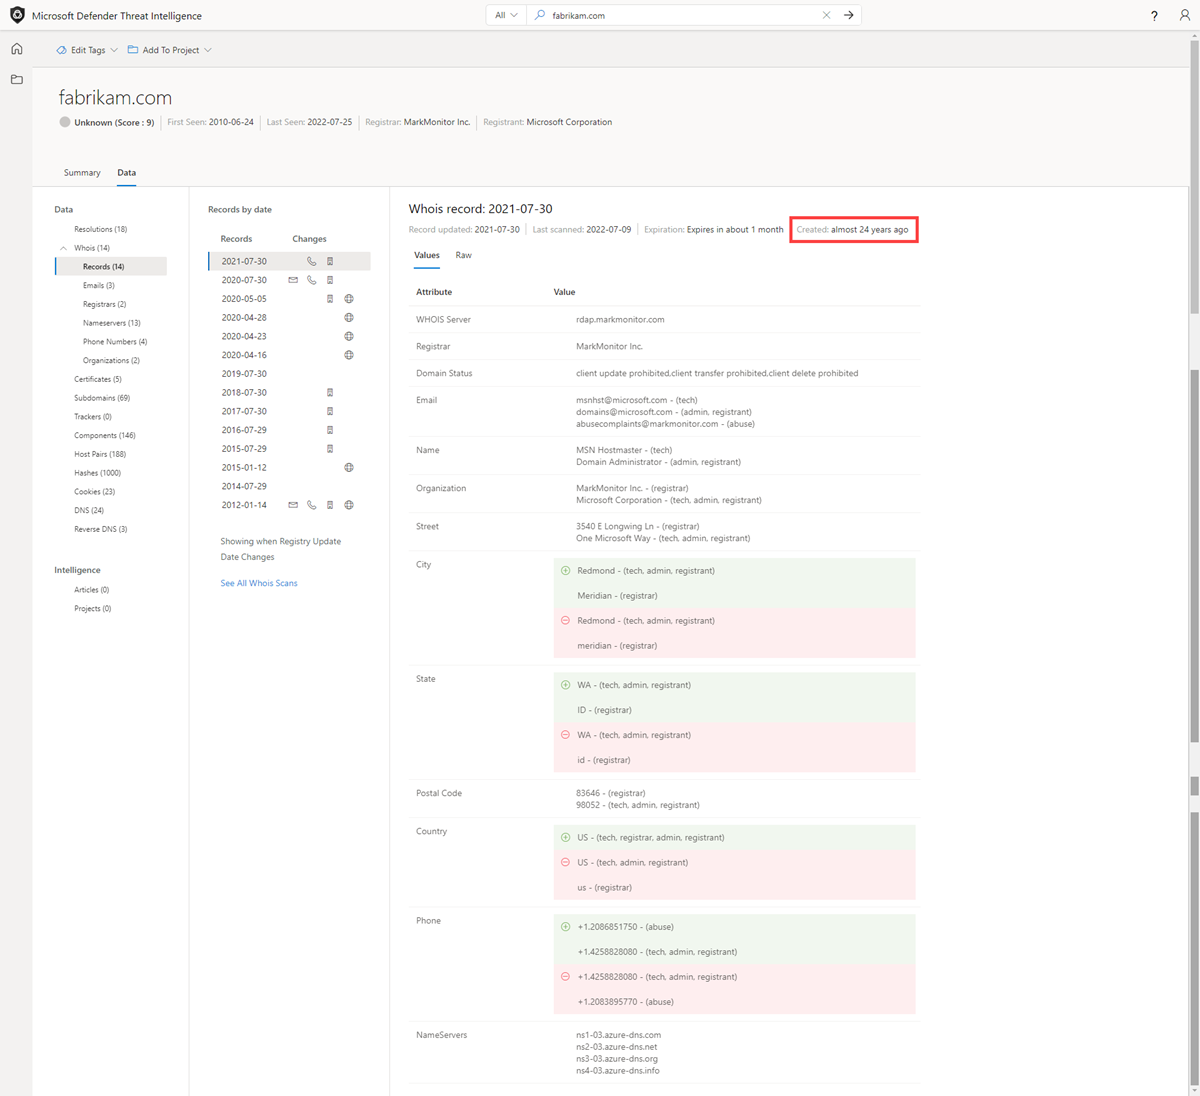 Microsoft Defender Threat Intelligence
All
fabrikam.com
?
Edit Tags
Add To Project
fabrikam.com
Unknown (Score : 9)
First Seen: 2010-06-24
Last Seen: 2022-07-25
Registrar: MarkMonitor Inc.
Registrant: Microsoft Corporation
Summary
Data
Data
Resolutions (18)
Whois (14)
Records (14)
Emails (3)
Registrars (2)
Nameservers (13)
Phone Numbers (4)
Organizations (2)
Certificates (5)
Subdomains (69)
Trackers (0)
Components (146)
Host Pairs (188)
Hashes (1000)
Cookies (23)
DNS (24)
Reverse DNS (3)
Intelligence
Articles (0)
Projects (0)
Records by date
Records Changes
2021-07-30
2020-07-30
2020-05-05
2020-04-28
2020-04-23
2020-04-16
2019-07-30
2018-07-30
2017-07-30
2016-07-29
2015-07-29
2015-01-12
2014-07-29
2012-01-14
Showing when Registry Update
Date Changes
See All Whois Scans
Whois record: 2021-07-30
Record updated: 2021-07-30
Last scanned: 2022-07-09
Expiration: Expires in about 1 month
Created: almost 24 years ago
Values
Raw
Attribute Value
WHOIS Server rdap.markmonitor.com
Registrar MarkMonitor Inc.
Domain Status client update prohibited,client transfer prohibited,client delete prohibited
Email msnhst@microsoft.com - (tech)
domains@microsoft.com - (admin, registrant)
abusecomplaints@markmonitor.com - (abuse)
Name MSN Hostmaster - (tech)
Domain Administrator - (admin, registrant)
Organization MarkMonitor Inc. - (registrar)
Microsoft Corporation - (tech, admin, registrant)
Street 3540 E Longwing Ln - (registrar)
One Microsoft Way - (tech, admin, registrant)
City Redmond - (tech, admin, registrant)
Meridian - (registrar)
Redmond - (tech, admin, registrant)
meridian - (registrar)
State WA - (tech, admin, registrant)
ID - (registrar)
WA - (tech, admin, registrant)
id - (registrar)
Postal Code 83646 - (registrar)
98052 - (tech, admin, registrant)
Country US - (tech, registrar, admin, registrant)
US - (tech, admin, registrant)
us - (registrar)
Phone +1.2086851750 - (abuse)
+1.4258828080 - (tech, admin, registrant)
+1.4258828080 - (tech, admin, registrant)
+1.2083895770 - (abuse)
NameServers ns1-03.azure-dns.com
ns2-03.azure-dns.net
ns3-03.azure-dns.org
ns4-03.azure-dns.info